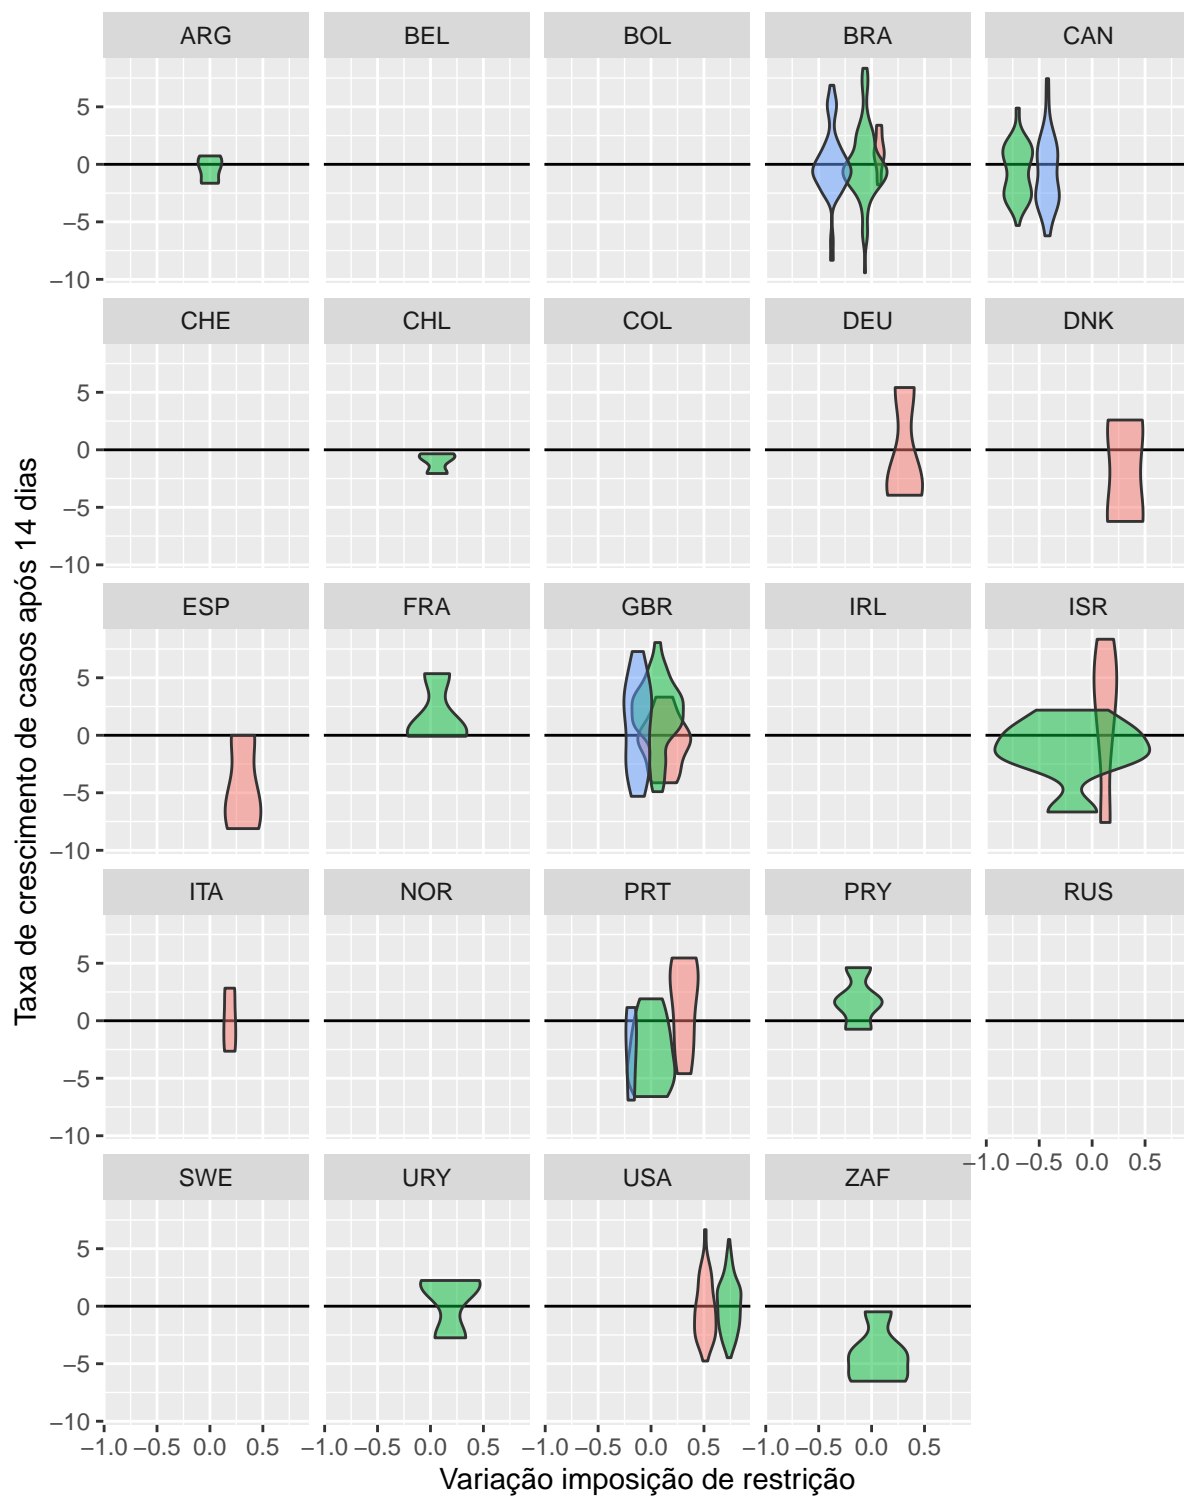 ARG BEL BOL BRA CAN
5
0
−5
−10
CHE CHL COL DEU DNK
5
0
−5
−10
ESP FRA GBR IRL ISR
5
0
−5
−10
ITA NOR PRT PRY RUS
5
0
−5
−10
−1.0 −0.5 0.0 0.5
SWE URY USA ZAF
5
0
−5
−10
−1.0 −0.5 0.0 0.5 −1.0 −0.5 0.0 0.5 −1.0 −0.5 0.0 0.5 −1.0 −0.5 0.0 0.5
Variação imposição de restrição
Taxa de crescimento de casos após 14 dias